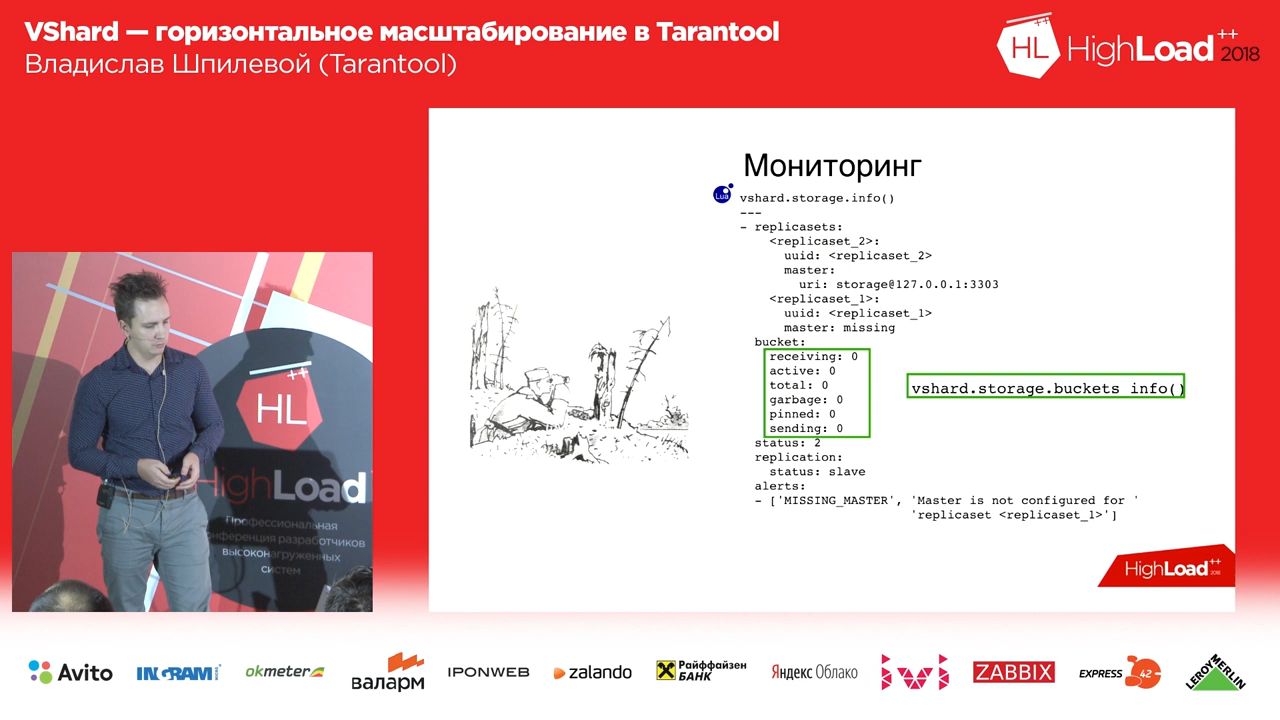 VShard — горизонтальное масштабирование в Tarantool
Владислав Шпилевой (Tarantool)
HL++
HighLoad++ 2018
Мониторинг
Lua
vshard.storage.info()
---
- replicasets:
<replicaset_2>:
uuid: <replicaset_2>
master:
uri: storage@127.0.0.1:3303
<replicaset_1>:
uuid: <replicaset_1>
master: missing
bucket:
receiving: 0
active: 0
total: 0
garbage: 0
pinned: 0
sending: 0
status: 2
replication:
status: slave
alerts:
- ['MISSING_MASTER', 'Master is not configured for '
'replicaset <replicaset_1>']
vshard.storage.buckets_info()
HighLoad++ 2018
HL++
HighLoad
Профессиональная
конференция разработчиков
высоконагруженных
систем
Avito
INGRAM
okmeter
валарм
IPONWEB
zalando
Райффайзен
БАНК
Яндекс Облако
ivi
ZABBIX
EXPRESS 42
LEROY MERLIN